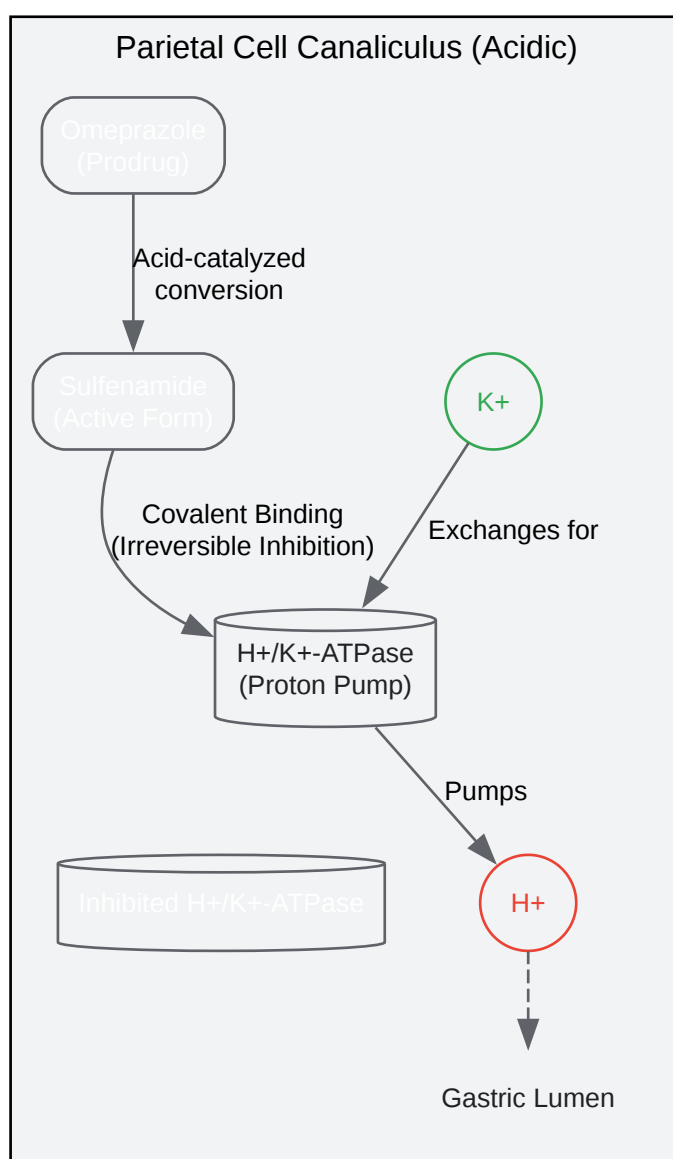 Parietal Cell Canaliculus (Acidic)
Omeprazole
(Prodrug)
Acid-catalyzed
conversion
Sulfenamide
(Active Form)
K+
Covalent Binding
(Irreversible Inhibition)
Exchanges for
H+/K+-ATPase
(Proton Pump)
Pumps
Inhibited H+/K+-ATPase
H+
Gastric Lumen